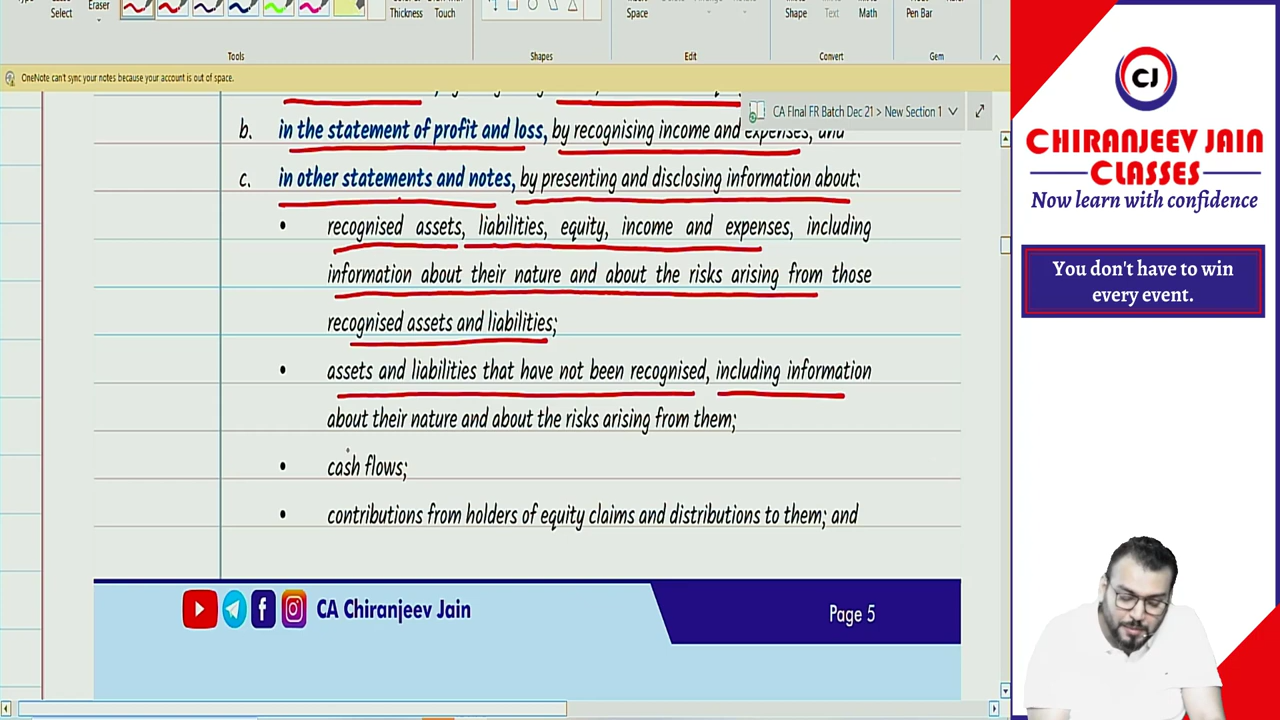 Select
Eraser
Thickness
Touch
Space
Shape
Text
Math
Pen Bar
Tools
Shapes
Edit
Convert
Gem
OneNote can't sync your notes because your account is out of space.
CA FInal FR Batch Dec 21 > New Section 1
b. in the statement of profit and loss, by recognising income and expenses, and
c. in other statements and notes, by presenting and disclosing information about:
• recognised assets, liabilities, equity, income and expenses, including
information about their nature and about the risks arising from those
recognised assets and liabilities;
• assets and liabilities that have not been recognised, including information
about their nature and about the risks arising from them;
• cash flows;
• contributions from holders of equity claims and distributions to them; and
CA Chiranjeev Jain
Page 5
CJ
CHIRANJEEV JAIN
CLASSES
Now learn with confidence
You don't have to win
every event.